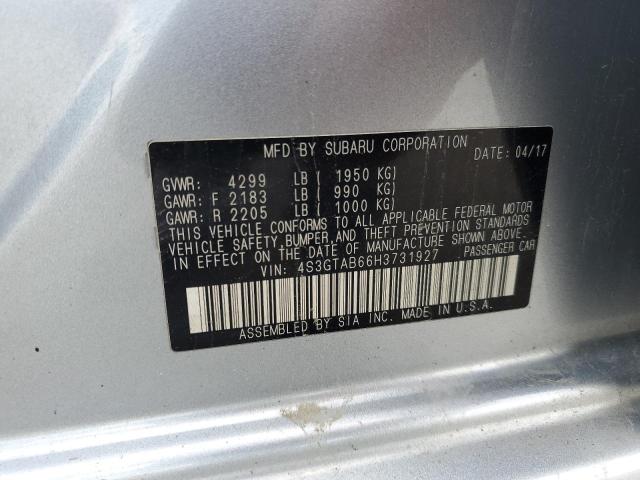 MFD BY SUBARU CORPORATION DATE: 04/17
GVWR: 4299 LB ( 1950 KG)
GAWR: F 2183 LB ( 990 KG)
GAWR: R 2205 LB ( 1000 KG)
THIS VEHICLE CONFORMS TO ALL APPLICABLE FEDERAL MOTOR
VEHICLE SAFETY,BUMPER,AND THEFT PREVENTION STANDARDS
IN EFFECT ON THE DATE OF MANUFACTURE SHOWN ABOVE.
VIN: 4S3GTAB66H3731927 PASSENGER CAR
ASSEMBLED BY SIA INC. MADE IN U.S.A.